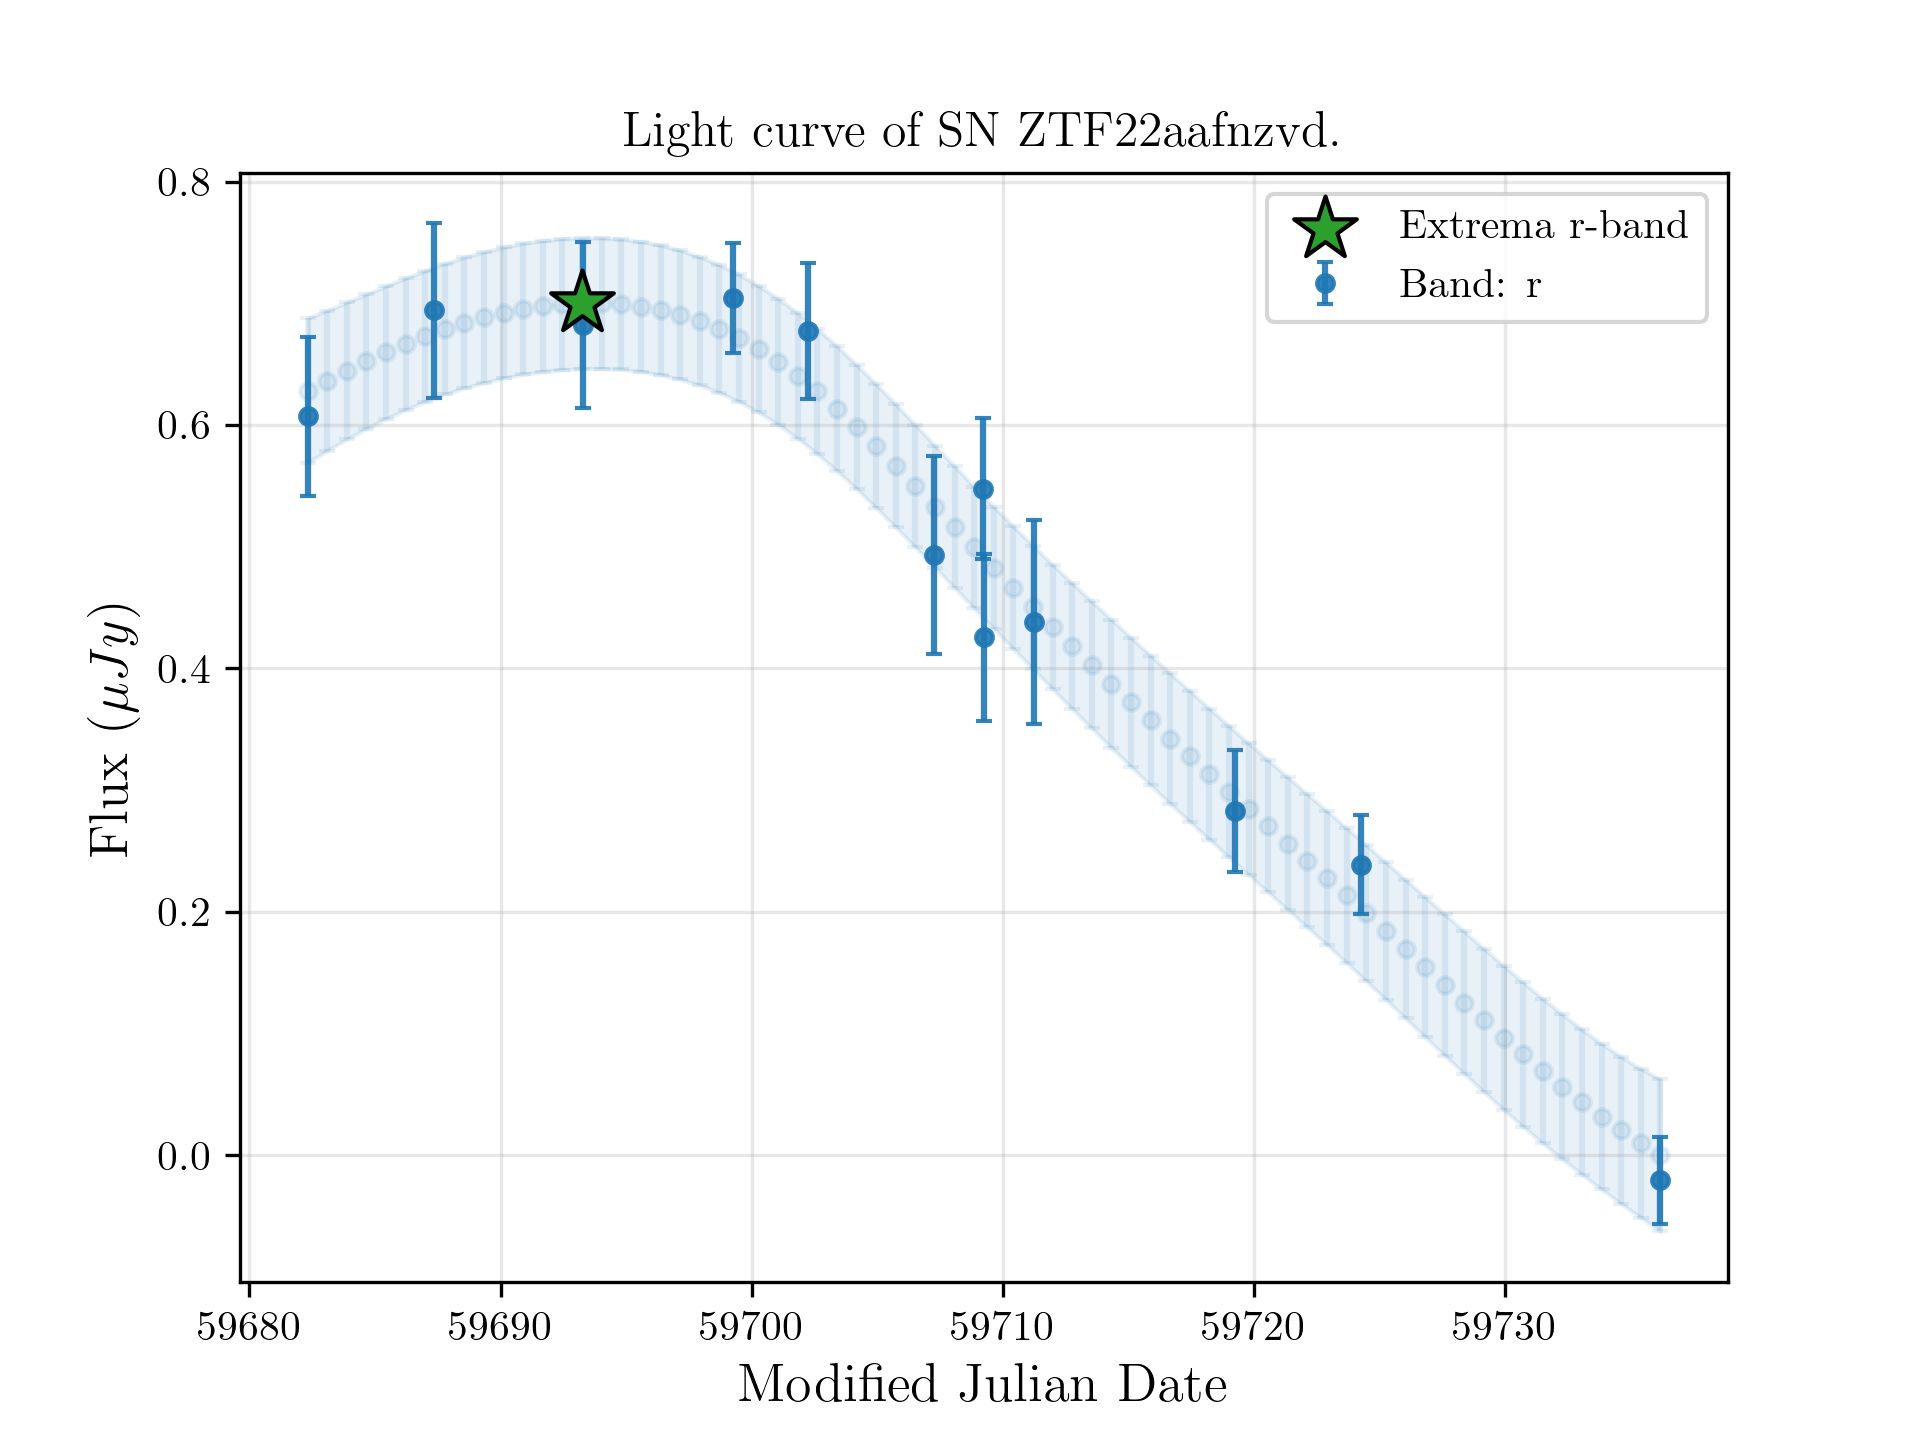 Light curve of SN ZTF22aafnzvd.
Extrema r-band
Band: r
Flux (μJy)
0.8
0.6
0.4
0.2
0.0
59680 59690 59700 59710 59720 59730
Modified Julian Date